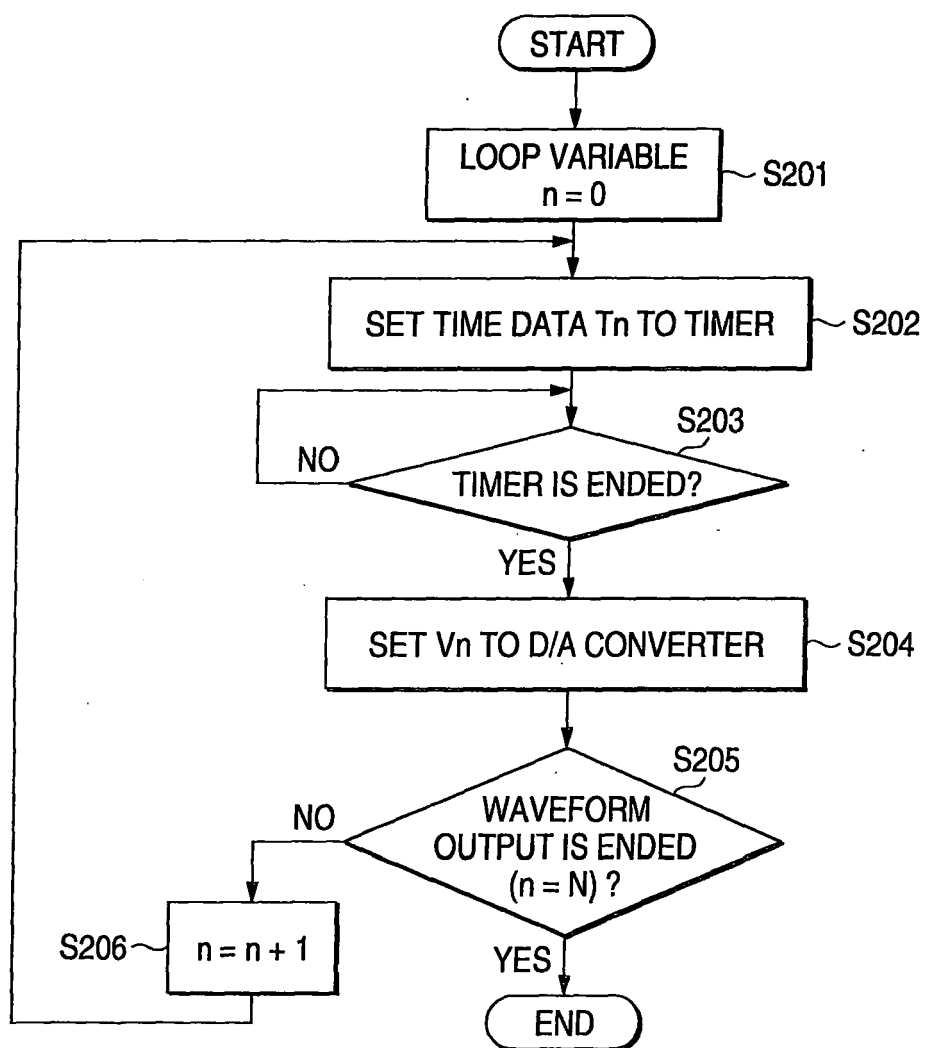 START
LOOP VARIABLE
n = 0
S201
SET TIME DATA Tn TO TIMER
S202
S203
NO
TIMER IS ENDED?
YES
SET Vn TO D/A CONVERTER
S204
S205
NO
WAVEFORM
OUTPUT IS ENDED
(n = N) ?
S206
n = n + 1
YES
END